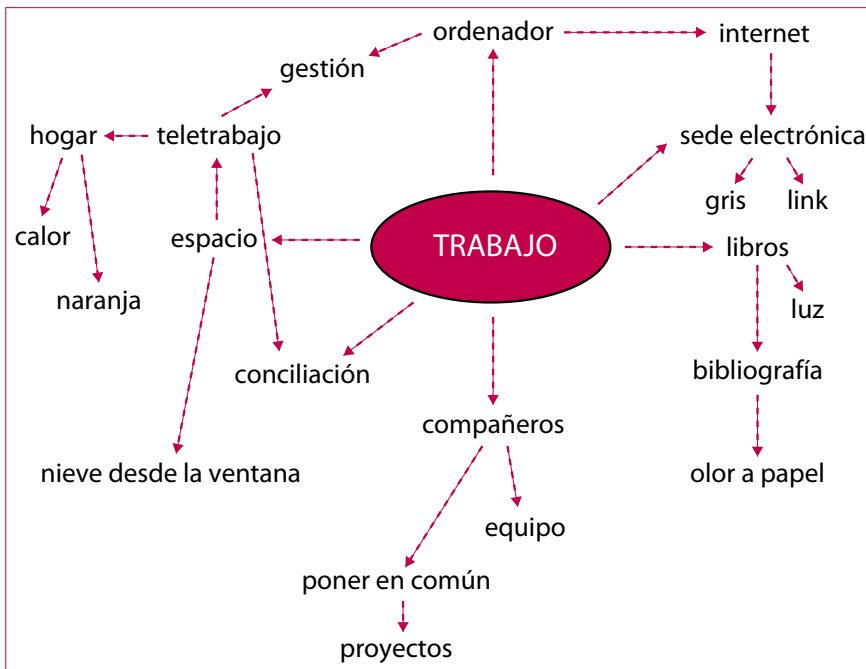 ordenador
internet
gestión
hogar
teletrabajo
sede electrónica
gris
link
calor
espacio
TRABAJO
libros
naranja
luz
conciliación
bibliografía
compañeros
nieve desde la ventana
olor a papel
equipo
poner en común
proyectos